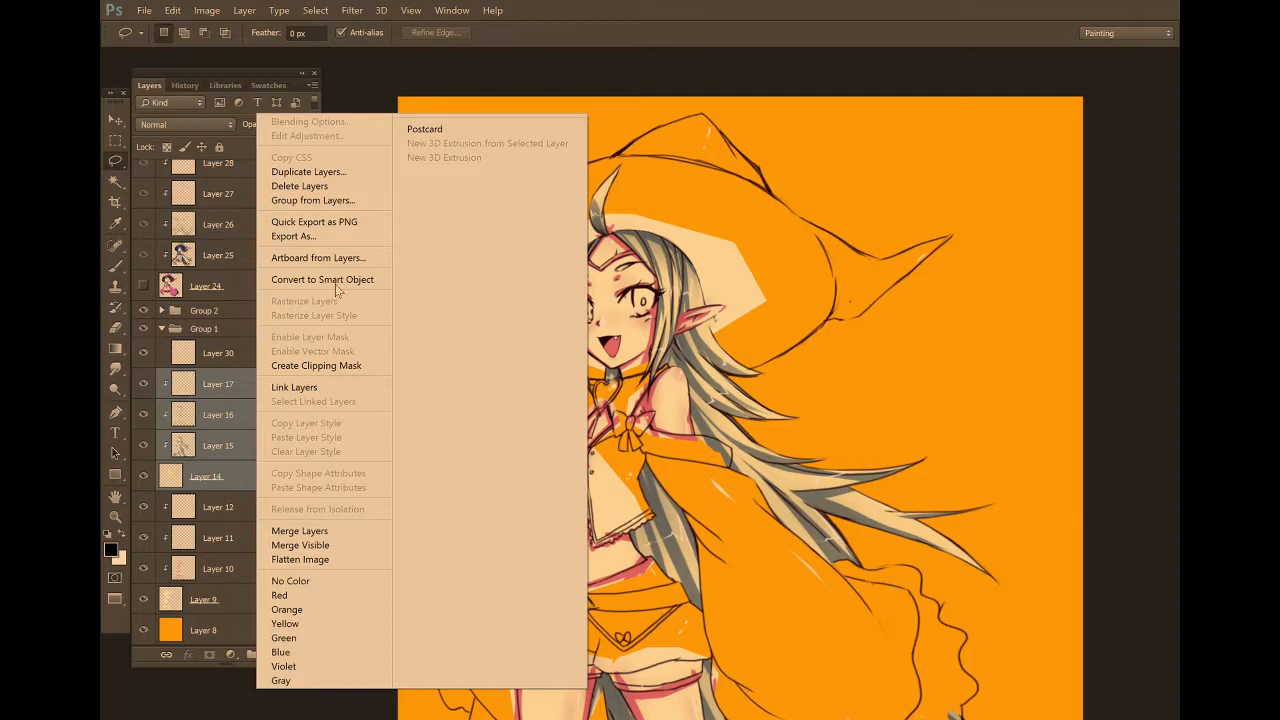 Ps File Edit Image Layer Type Select Filter 3D View Window Help
Feather: 0 px Anti-alias Refine Edge... Painting
Layers History Libraries Swatches
Kind
Normal
Lock:
Layer 28
Layer 27
Layer 26
Layer 25
Layer 24
Group 2
Group 1
Layer 30
Layer 17
Layer 16
Layer 15
Layer 14
Layer 12
Layer 11
Layer 10
Layer 9
Layer 8
fx
Blending Options...
Edit Adjustment...
Copy CSS
Duplicate Layers...
Delete Layers
Group from Layers...
Quick Export as PNG
Export As...
Artboard from Layers...
Convert to Smart Object
Rasterize Layers
Rasterize Layer Style
Enable Layer Mask
Enable Vector Mask
Create Clipping Mask
Link Layers
Select Linked Layers
Copy Layer Style
Paste Layer Style
Clear Layer Style
Copy Shape Attributes
Paste Shape Attributes
Release from Isolation
Merge Layers
Merge Visible
Flatten Image
No Color
Red
Orange
Yellow
Green
Blue
Violet
Gray
Postcard
New 3D Extrusion from Selected Layer
New 3D Extrusion